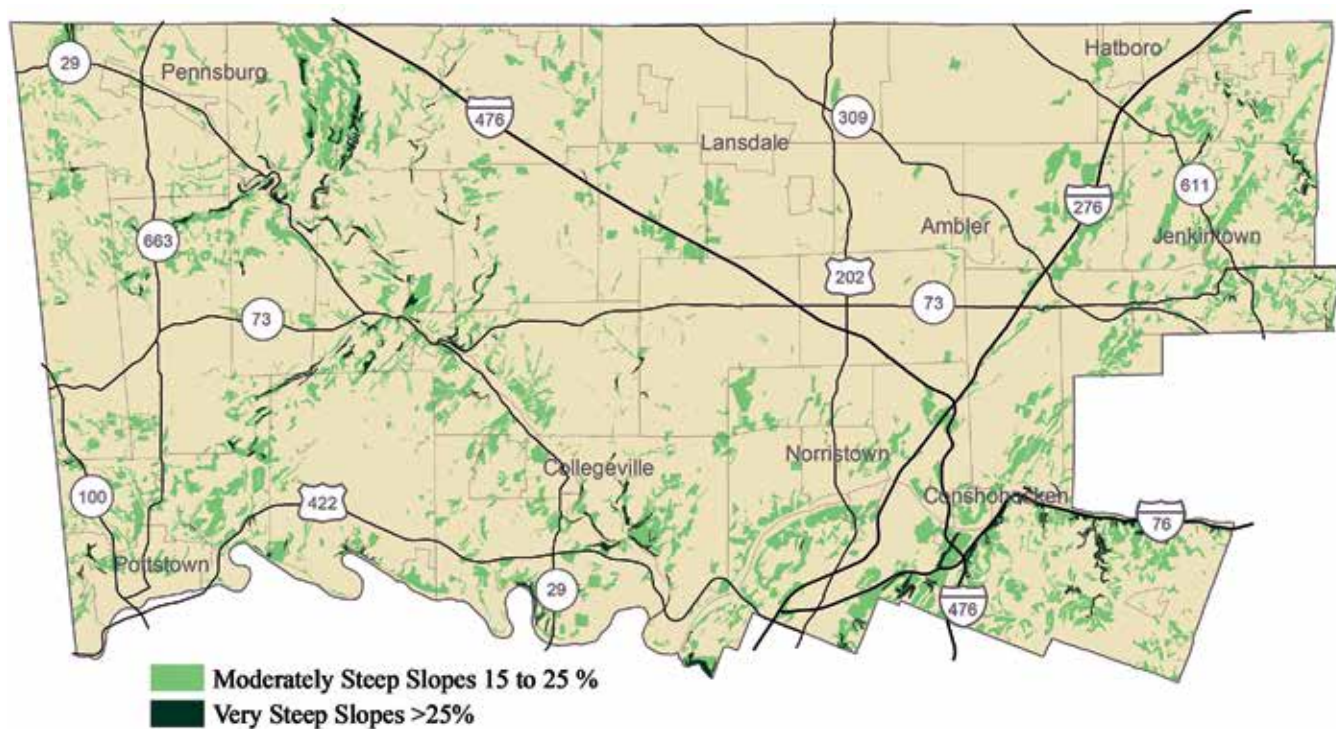 29
Pennsburg
Hatboro
476
309
Lansdale
611
276
663
Ambler
Jenkintown
202
73
73
Collegeville
Norristown
100
422
Conshohocken
76
Pottstown
29
476
Moderately Steep Slopes 15 to 25 %
Very Steep Slopes >25%